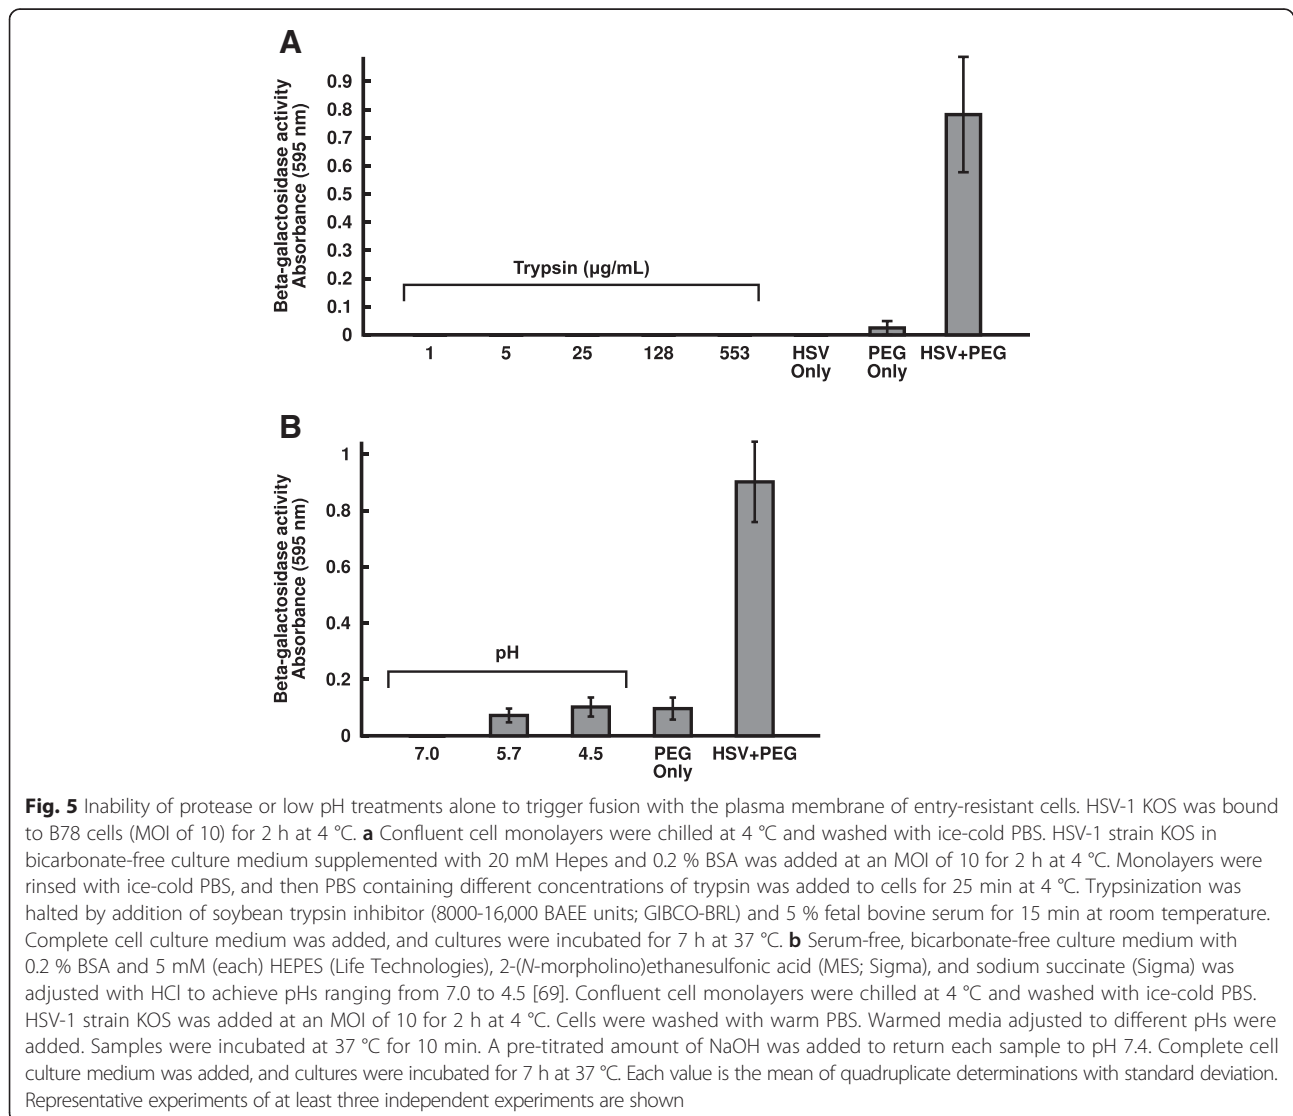 A
Beta-galactosidase activity
Absorbance (595 nm)
0.9
0.8
0.7
0.6
0.5
0.4
0.3
0.2
0.1
0
Trypsin (µg/mL)
1 5 25 128 553 HSV PEG HSV+PEG
Only Only
B
Beta-galactosidase activity
Absorbance (595 nm)
1
0.8
0.6
0.4
0.2
0
pH
7.0 5.7 4.5 PEG HSV+PEG
Only
Fig. 5 Inability of protease or low pH treatments alone to trigger fusion with the plasma membrane of entry-resistant cells. HSV-1 KOS was bound
to B78 cells (MOI of 10) for 2 h at 4 °C. a Confluent cell monolayers were chilled at 4 °C and washed with ice-cold PBS. HSV-1 strain KOS in
bicarbonate-free culture medium supplemented with 20 mM Hepes and 0.2 % BSA was added at an MOI of 10 for 2 h at 4 °C. Monolayers were
rinsed with ice-cold PBS, and then PBS containing different concentrations of trypsin was added to cells for 25 min at 4 °C. Trypsinization was
halted by addition of soybean trypsin inhibitor (8000-16,000 BAEE units; GIBCO-BRL) and 5 % fetal bovine serum for 15 min at room temperature.
Complete cell culture medium was added, and cultures were incubated for 7 h at 37 °C. b Serum-free, bicarbonate-free culture medium with
0.2 % BSA and 5 mM (each) HEPES (Life Technologies), 2-(N-morpholino)ethanesulfonic acid (MES; Sigma), and sodium succinate (Sigma) was
adjusted with HCl to achieve pHs ranging from 7.0 to 4.5 [69]. Confluent cell monolayers were chilled at 4 °C and washed with ice-cold PBS.
HSV-1 strain KOS was added at an MOI of 10 for 2 h at 4 °C. Cells were washed with warm PBS. Warmed media adjusted to different pHs were
added. Samples were incubated at 37 °C for 10 min. A pre-titrated amount of NaOH was added to return each sample to pH 7.4. Complete cell
culture medium was added, and cultures were incubated for 7 h at 37 °C. Each value is the mean of quadruplicate determinations with standard deviation.
Representative experiments of at least three independent experiments are shown